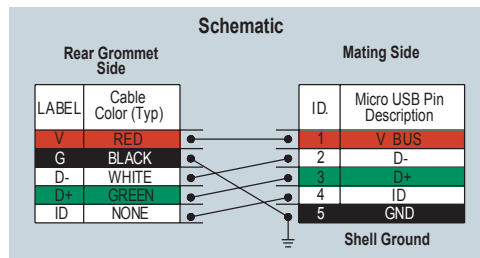 Schematic
Rear Grommet
Side
Mating Side
LABEL
Cable
Color (Typ)
V RED
G BLACK
D- WHITE
D+ GREEN
ID NONE
ID.
Micro USB Pin
Description
1 V BUS
2 D-
3 D+
4 ID
5 GND
Shell Ground